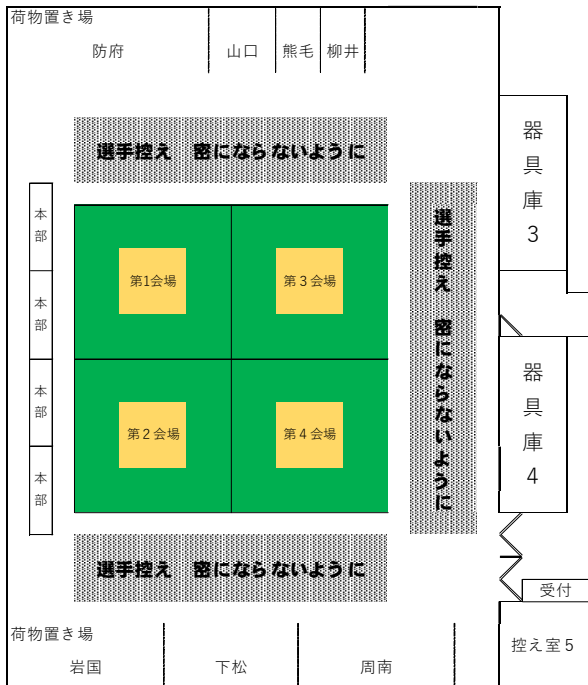 荷物置き場
防府
山口
熊毛
柳井
選手控え　密にならないように
器具庫3
本部
本部
本部
本部
第1会場
第３会場
第２会場
第４会場
選手控え　密にならないように
器具庫4
選手控え　密にならないように
受付
荷物置き場
岩国
下松
周南
控え室５